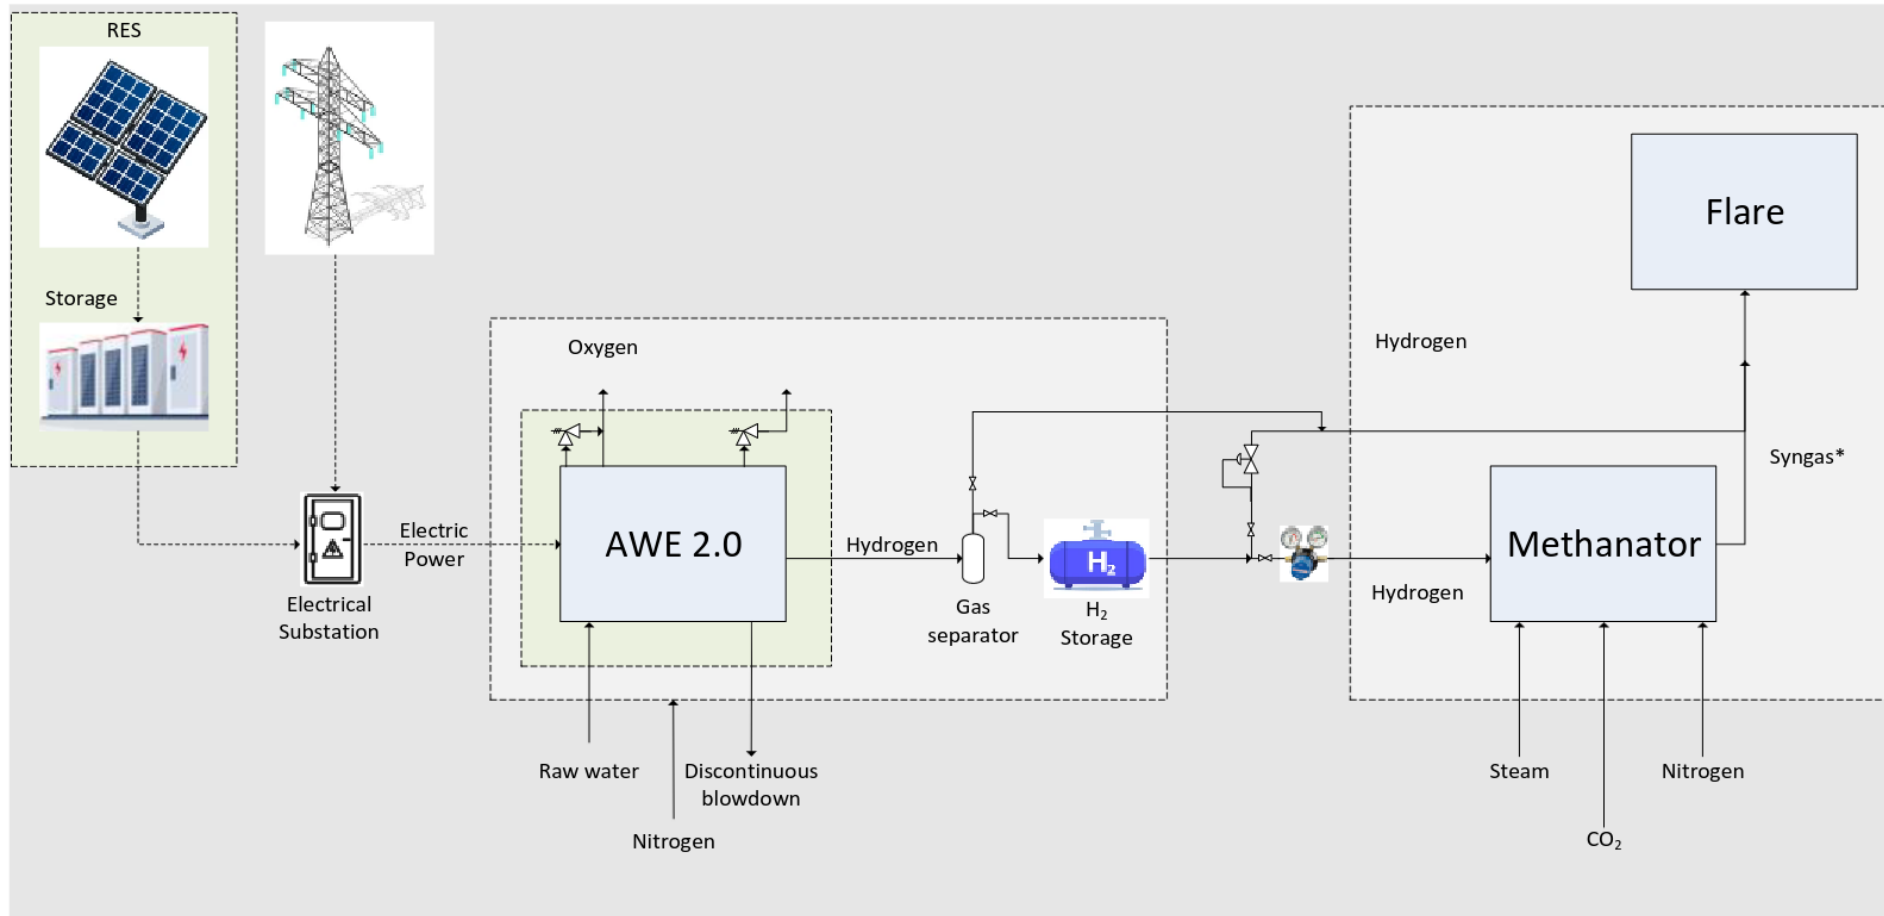 RES
Storage
Electrical
Substation
Electric
Power
Oxygen
AWE 2.0
Hydrogen
Raw water
Discontinuous
blowdown
Nitrogen
Gas
separator
H₂
H₂
Storage
Hydrogen
Flare
Syngas*
Methanator
Hydrogen
Steam
Nitrogen
CO₂